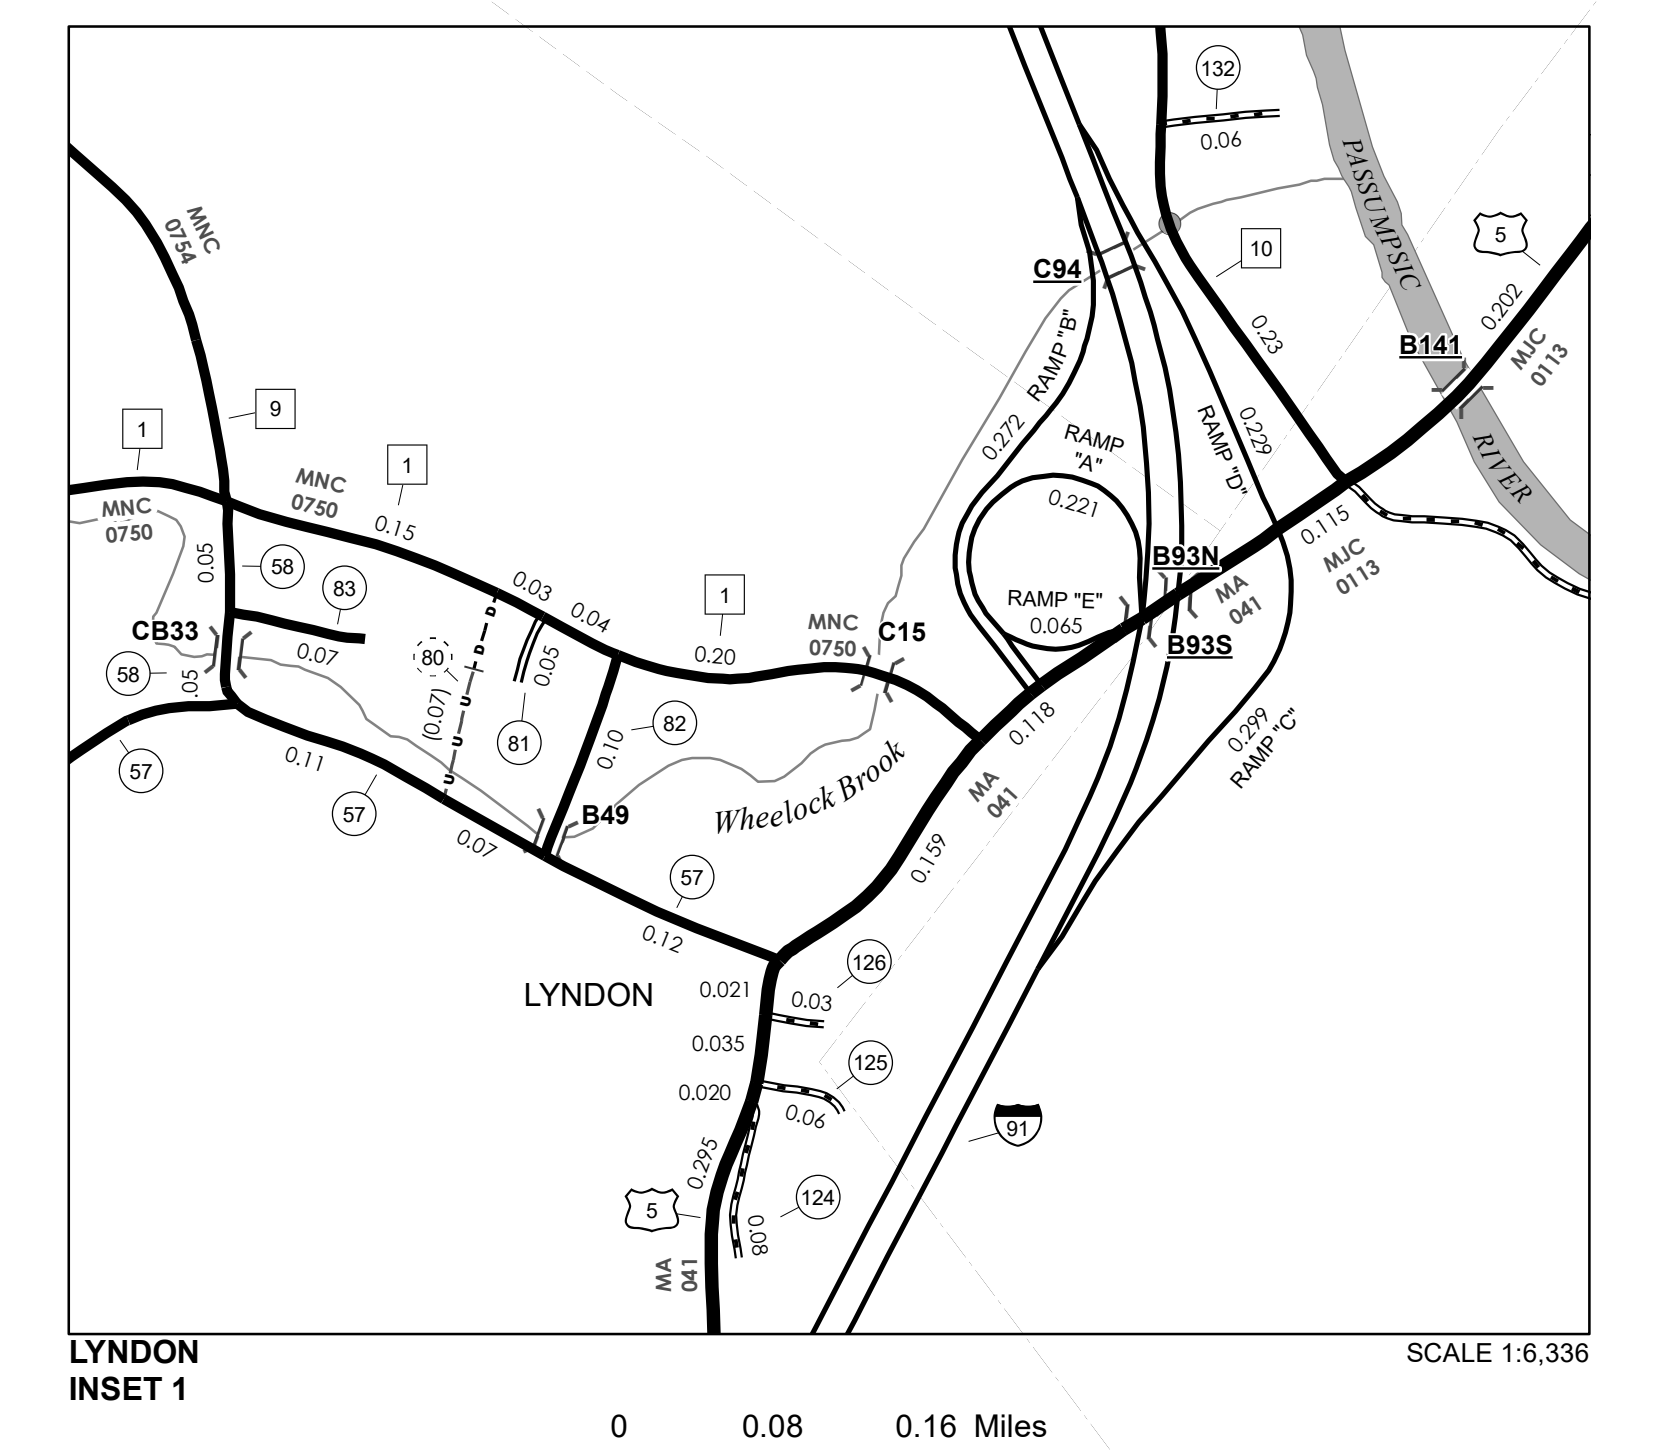 132
0.06
PASSUMPSIC
5
MNC
0754
10
C94
0.202
0.23
RAMP "B"
B141
MJC
0113
9
1
RAMP "D"
0.229
0.272
RAMP
"A"
RIVER
1
MNC
0750
0.221
MNC
0750
0.15
0.115
MJC
0113
0.05
58
83
0.03
0.04
1
B93N
MA
041
RAMP "E"
0.065
CB33
MNC
0750
C15
B93S
0.07
80
0.05
0.20
58
.05
(0.07)
81
0.10
82
0.118
0.299
RAMP "C"
57
0.11
57
Wheelock Brook
MA
041
B49
0.07
0.159
57
0.12
126
LYNDON
0.021
0.03
0.035
125
0.020
0.06
91
0.295
124
5
0.08
MA
041
LYNDON
INSET 1
SCALE 1:6,336
0 0.08 0.16 Miles
U
U
U
D
D